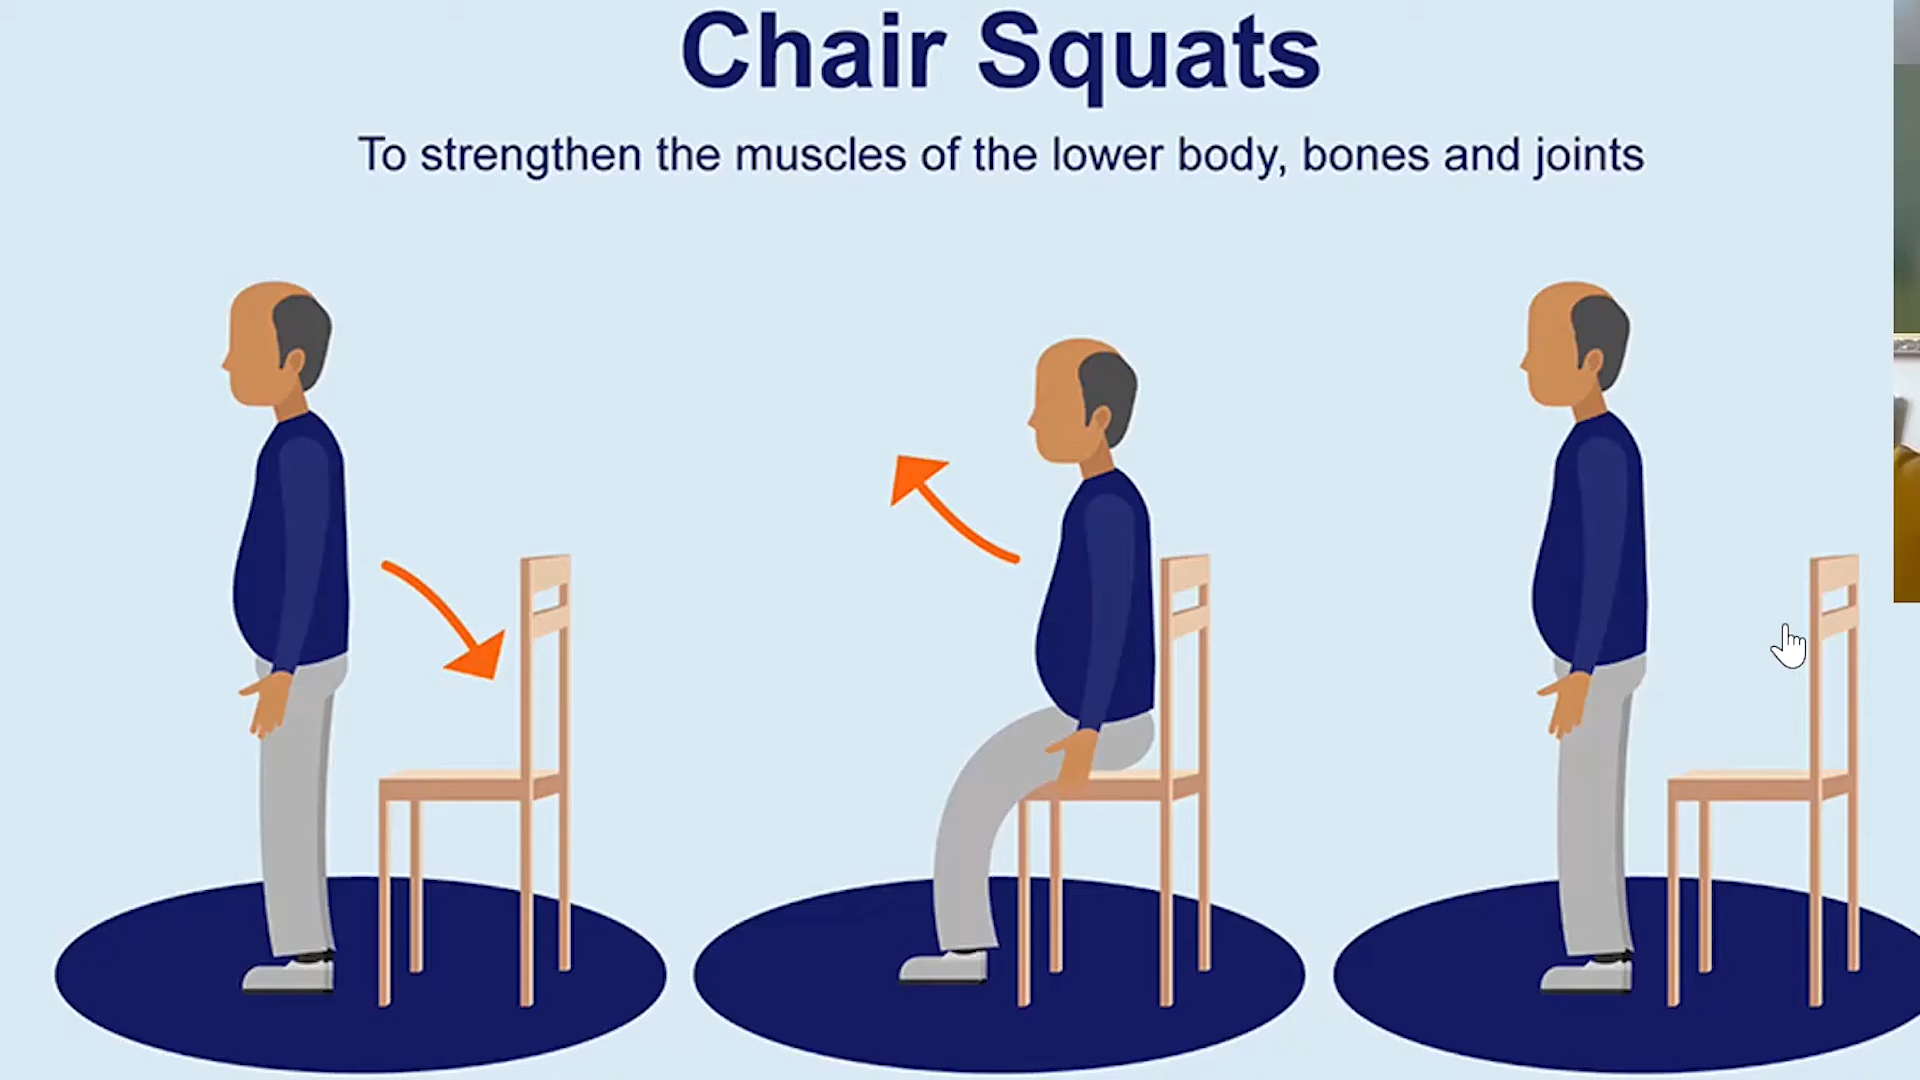 Chair Squats
To strengthen the muscles of the lower body, bones and joints